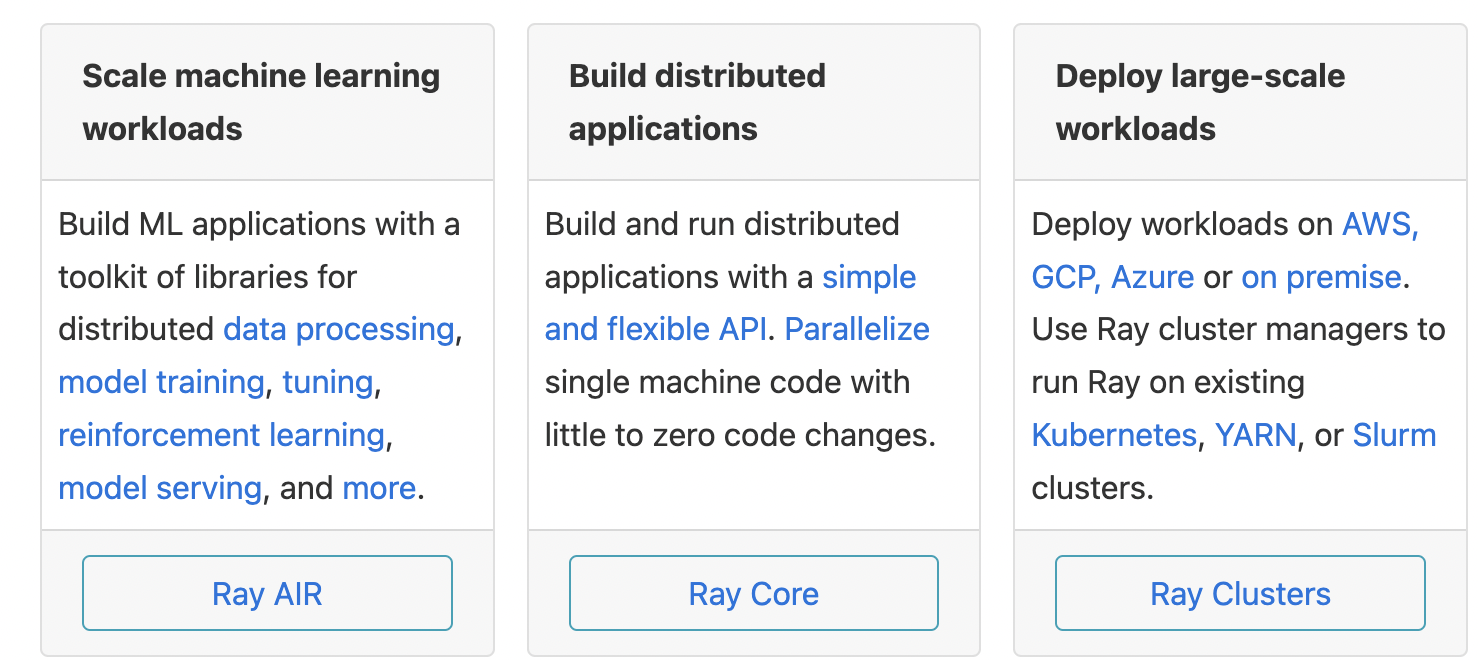 Scale machine learning
workloads
Build ML applications with a
toolkit of libraries for
distributed data processing,
model training, tuning,
reinforcement learning,
model serving, and more.
Ray AIR
Build distributed
applications
Build and run distributed
applications with a simple
and flexible API. Parallelize
single machine code with
little to zero code changes.
Ray Core
Deploy large-scale
workloads
Deploy workloads on AWS,
GCP, Azure or on premise.
Use Ray cluster managers to
run Ray on existing
Kubernetes, YARN, or Slurm
clusters.
Ray Clusters